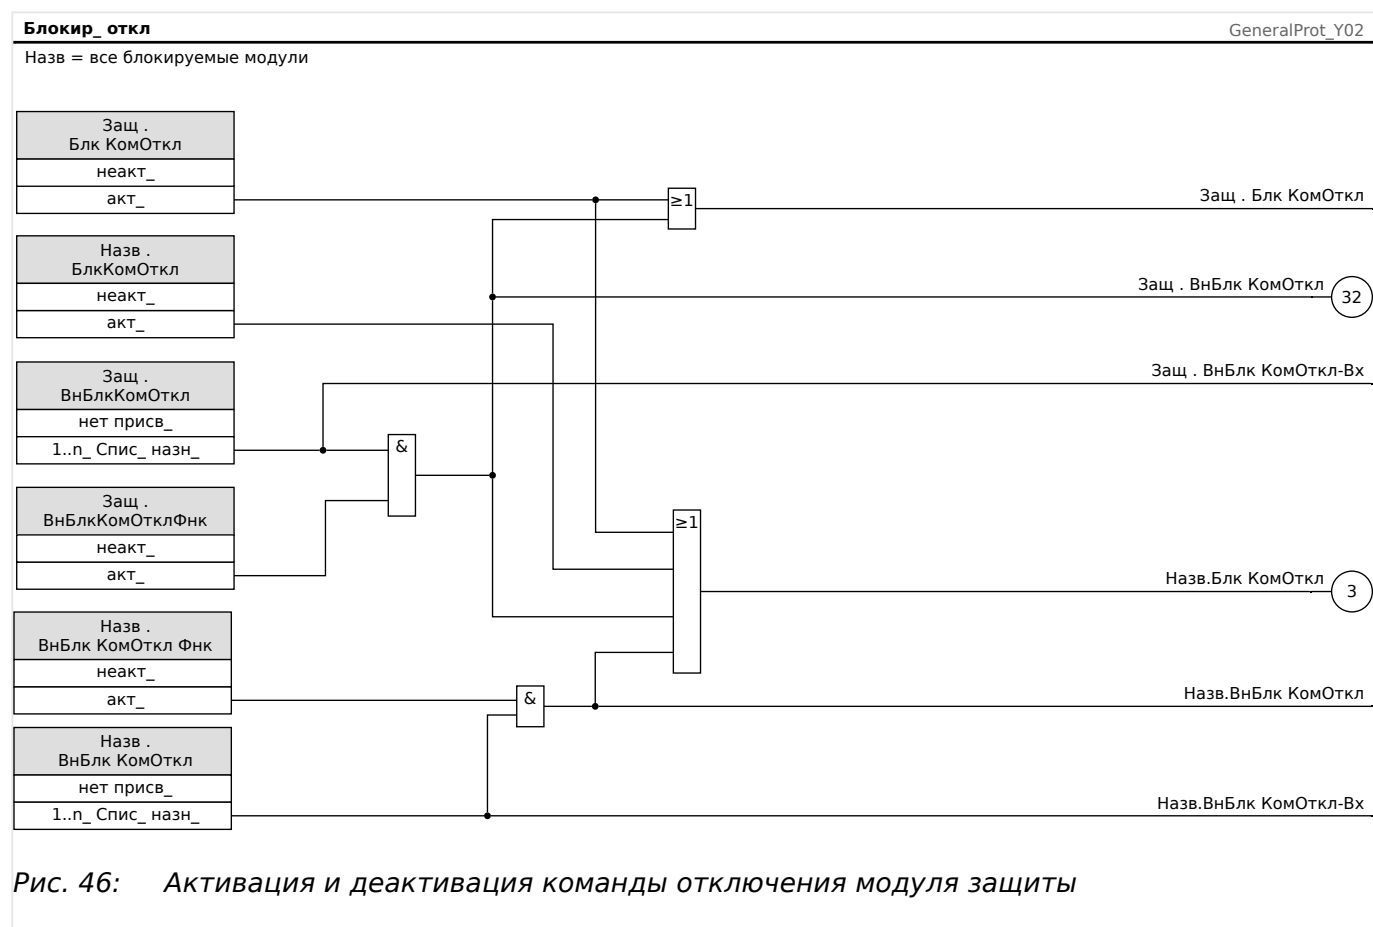 Блокир_ откл
GeneralProt_Y02
Назв = все блокируемые модули
Защ .
Блк КомОткл
неакт_
акт_
≥1
Защ . Блк КомОткл
Назв .
БлкКомОткл
неакт_
акт_
Защ . ВнБлк КомОткл
32
Защ .
ВнБлкКомОткл
нет присв_
1..n_ Спис_ назн_
Защ . ВнБлк КомОткл-Вх
&
Защ .
ВнБлкКомОтклФнк
неакт_
акт_
≥1
Назв.Блк КомОткл
3
Назв .
ВнБлк КомОткл Фнк
неакт_
акт_
&
Назв.ВнБлк КомОткл
Назв .
ВнБлк КомОткл
нет присв_
1..n_ Спис_ назн_
Назв.ВнБлк КомОткл-Вх
Рис. 46: Активация и деактивация команды отключения модуля защиты